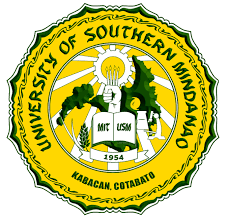 UNIVERSITY OF SOUTHERN MINDANAO
MIT USM
1954
KABACAN, COTABATO